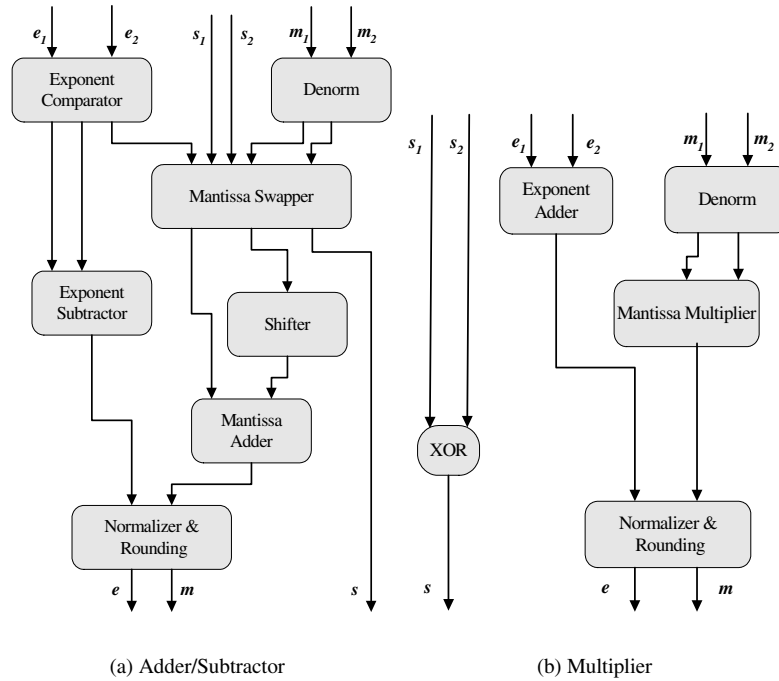 e1
e2
s1
s2
m1
m2
Exponent
Comparator
Denorm
Mantissa Swapper
Exponent
Subtractor
Shifter
Mantissa
Adder
Normalizer &
Rounding
e
m
s
(a) Adder/Subtractor
s1
s2
e1
e2
m1
m2
Exponent
Adder
Denorm
Mantissa Multiplier
XOR
Normalizer &
Rounding
s
e
m
(b) Multiplier